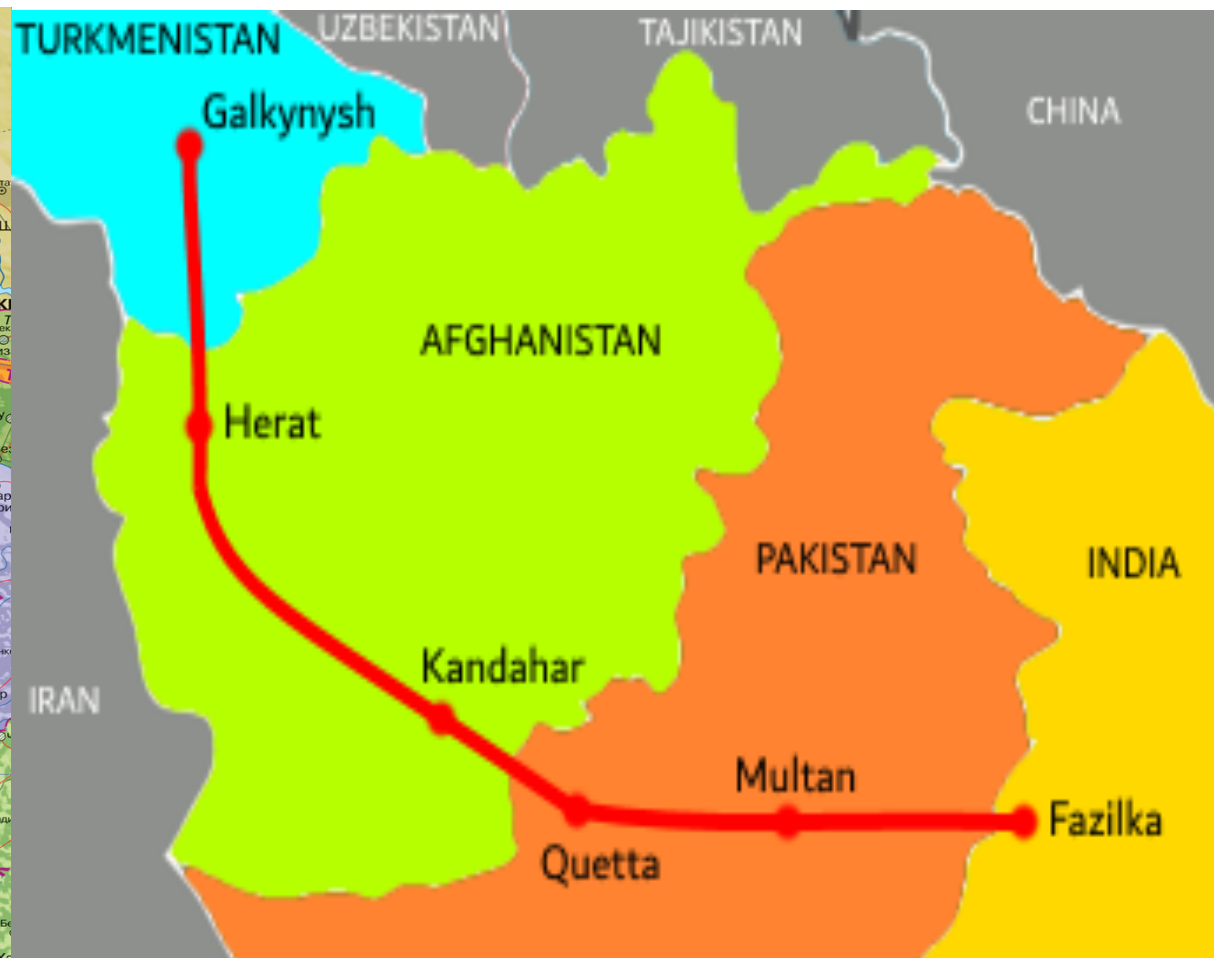 TURKMENISTAN
UZBEKISTAN
TAJIKISTAN
CHINA
Galkynysh
AFGHANISTAN
Herat
PAKISTAN
INDIA
Kandahar
IRAN
Multan
Fazilka
Quetta